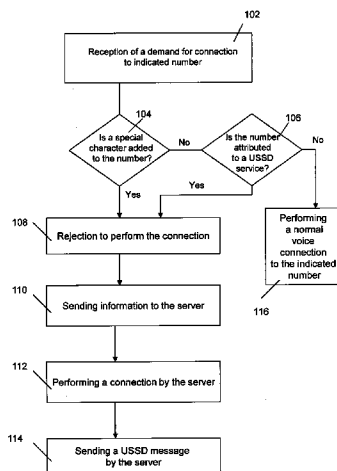 102
Reception of a demand for connection
to indicated number
104
Is a special
character added
to the number?
No
106
Is the number
attributed
to a USSD
service?
No
Yes
Yes
108
Rejection to perform the connection
Performing
a normal
voice
connection
to the indicated
number
116
110
Sending information to the server
112
Performing a connection by the server
114
Sending a USSD message
by the server